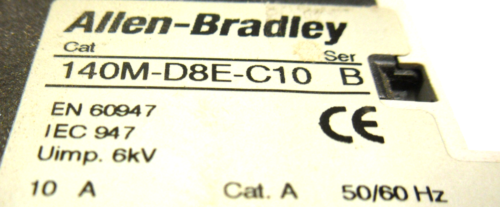 Allen-Bradley
Cat Ser
140M-D8E-C10 B
EN 60947
IEC 947
Uimp. 6kV
CE
10 A Cat. A 50/60 Hz